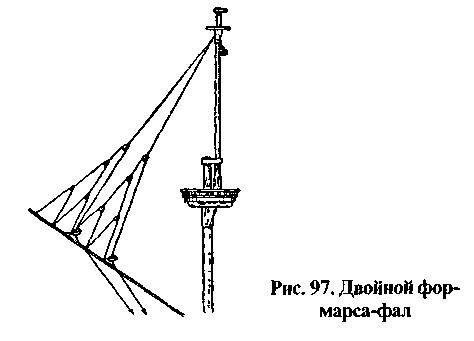 Рис. 97. Двойной фор-
марса-фал